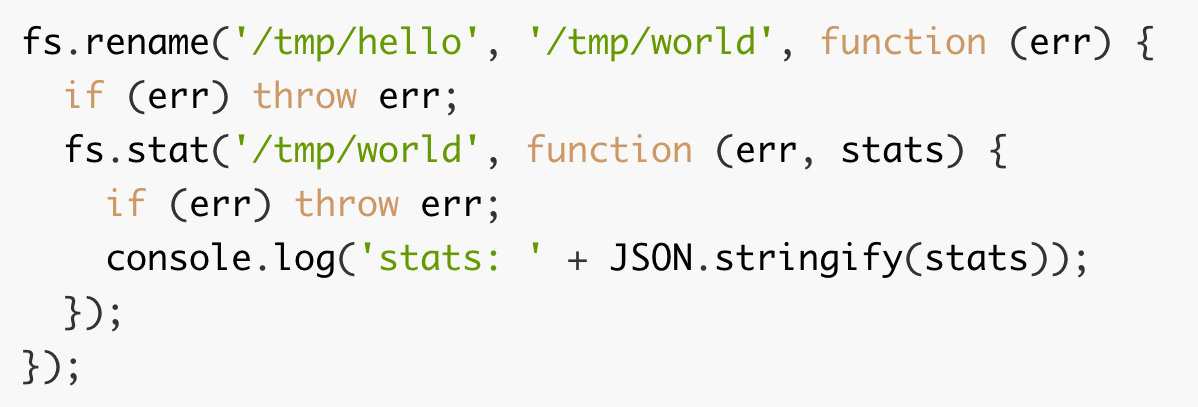 fs.rename('/tmp/hello', '/tmp/world', function (err) {
  if (err) throw err;
  fs.stat('/tmp/world', function (err, stats) {
    if (err) throw err;
    console.log('stats: ' + JSON.stringify(stats));
  });
});